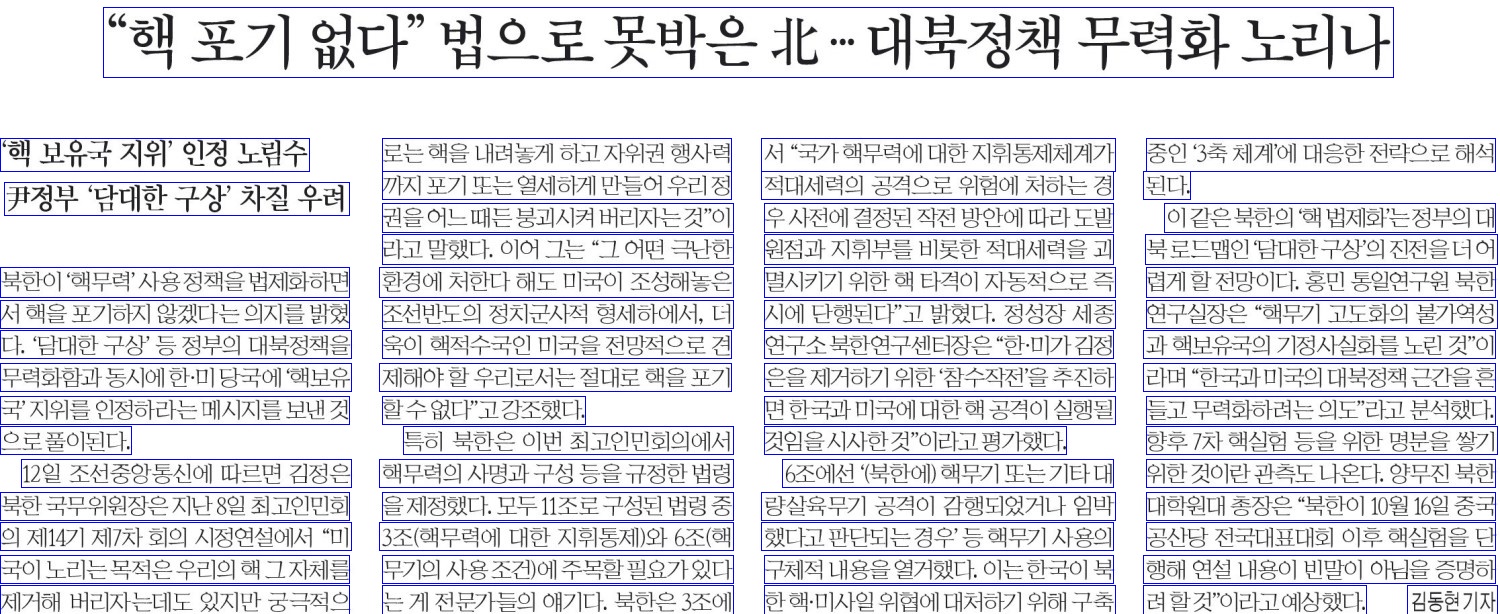 “핵 포기 없다” 법으로 못박은 北… 대북정책 무력화 노리나
‘핵 보유국 지위’ 인정 노림수
尹정부 ‘담대한 구상’ 차질 우려
북한이 ‘핵무력’ 사용 정책을 법제화하면
서 핵을 포기하지 않겠다는 의지를 밝혔
다. ‘담대한 구상’ 등 정부의 대북정책을
무력화함과 동시에 한·미 당국에 ‘핵보유
국’ 지위를 인정하라는 메시지를 보낸 것
으로 풀이된다.
12일 조선중앙통신에 따르면 김정은
북한 국무위원장은 지난 8일 최고인민회
의 제14기 제7차 회의 시정연설에서 “미
국이 노리는 목적은 우리의 핵 그 자체를
제거해 버리자는데도 있지만 궁극적으
로는 핵을 내려놓게 하고 자위권 행사력
까지 포기 또는 열세하게 만들어 우리 정
권을 어느 때든 붕괴시켜 버리자는 것”이
라고 말했다. 이어 그는 “그 어떤 극난한
환경에 처한다 해도 미국이 조성해놓은
조선반도의 정치군사적 형세하에서, 더
욱이 핵적수국인 미국을 전망적으로 견
제해야 할 우리로서는 절대로 핵을 포기
할 수 없다”고 강조했다.
특히 북한은 이번 최고인민회의에서
핵무력의 사명과 구성 등을 규정한 법령
을 제정했다. 모두 11조로 구성된 법령 중
3조(핵무력에 대한 지휘통제)와 6조(핵
무기의 사용 조건)에 주목할 필요가 있다
는 게 전문가들의 얘기다. 북한은 3조에
서 “국가 핵무력에 대한 지휘통제체계가
적대세력의 공격으로 위험에 처하는 경
우 사전에 결정된 작전 방안에 따라 도발
원점과 지휘부를 비롯한 적대세력을 괴
멸시키기 위한 핵 타격이 자동적으로 즉
시에 단행된다”고 밝혔다. 정성장 세종
연구소 북한연구센터장은 “한·미가 김정
은을 제거하기 위한 ‘참수작전’을 추진하
면 한국과 미국에 대한 핵 공격이 실행될
것임을 시사한 것”이라고 평가했다.
6조에선 ‘(북한에) 핵무기 또는 기타 대
량살육무기 공격이 감행되었거나 임박
했다고 판단되는 경우’ 등 핵무기 사용의
구체적 내용을 열거했다. 이는 한국이 북
한 핵·미사일 위협에 대처하기 위해 구축
중인 ‘3축 체계’에 대응한 전략으로 해석
된다.
이 같은 북한의 ‘핵 법제화’는 정부의 대
북 로드맵인 ‘담대한 구상’의 진전을 더 어
렵게 할 전망이다. 홍민 통일연구원 북한
연구실장은 “핵무기 고도화의 불가역성
과 핵보유국의 기정사실화를 노린 것”이
라며 “한국과 미국의 대북정책 근간을 흔
들고 무력화하려는 의도”라고 분석했다.
향후 7차 핵실험 등을 위한 명분을 쌓기
위한 것이란 관측도 나온다. 양무진 북한
대학원대 총장은 “북한이 10월 16일 중국
공산당 전국대표대회 이후 핵실험을 단
행해 연설 내용이 빈말이 아님을 증명하
려 할 것”이라고 예상했다. 김동현 기자